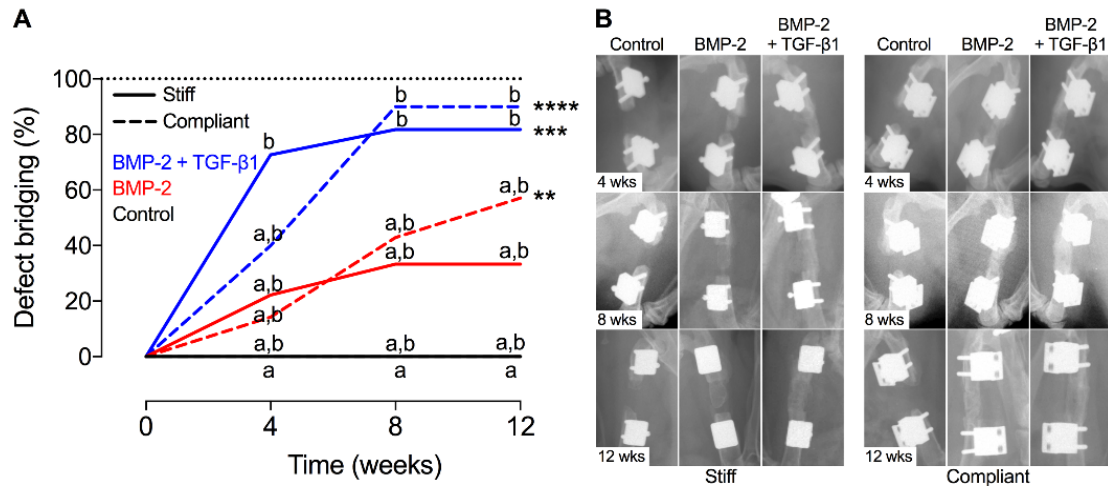 A
100
80
60
40
20
0
Defect bridging (%)
Stiff
Compliant
BMP-2 + TGF-β1
BMP-2
Control
b
b
b
****
b
b
***
a,b
a,b
a,b
**
a,b
a,b
a,b
a,b
a,b
a,b
a,b
a
a
a
0
4
8
12
Time (weeks)
B
Control
BMP-2
BMP-2
+ TGF-β1
Control
BMP-2
BMP-2
+ TGF-β1
4 wks
4 wks
8 wks
8 wks
12 wks
12 wks
Stiff
Compliant